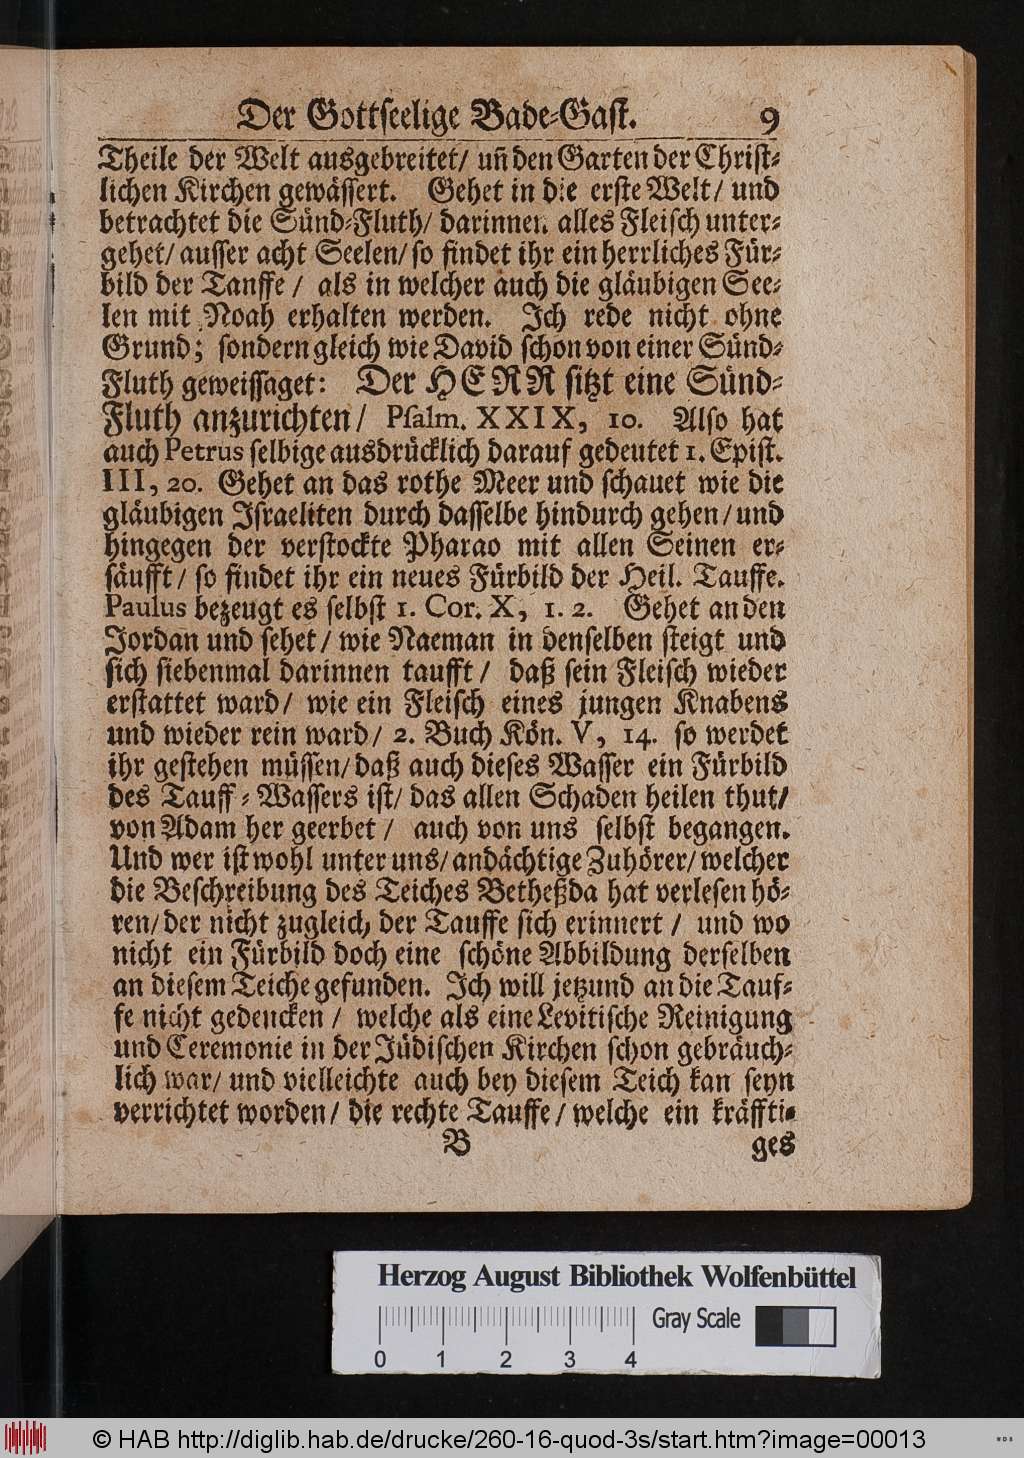 Der Gottseelige Bade-Gast. 9
Theile der Welt ausgebreitet/ uñ den Garten der Christ-
lichen Kirchen gewässert. Gehet in die erste Welt/ und
betrachtet die Sünd-Fluth/ darinnen alles Fleisch unter-
gehet/ ausser acht Seelen/ so findet ihr ein herrliches Für-
bild der Tanffe/ als in welcher auch die gläubigen See-
len mit Noah erhalten werden. Ich rede nicht ohne
Grund; sondern gleich wie David schon von einer Sünd-
Fluth geweissaget: Der HERR sitzt eine Sünd-
Fluth anzurichten/ Psalm. XXIX, 10. Also hat
auch Petrus selbige ausdrücklich darauf gedeutet 1. Epist.
III, 20. Gehet an das rothe Meer und schauet wie die
gläubigen Israeliten durch dasselbe hindurch gehen/ und
hingegen der verstockte Pharao mit allen Seinen er-
säufft/ so findet ihr ein neues Fürbild der Heil. Tauffe.
Paulus bezeugt es selbst 1. Cor. X, 1. 2. Gehet an den
Jordan und sehet/ wie Naeman in denselben steigt und
sich siebenmal darinnen taufft/ daß sein Fleisch wieder
erstattet ward/ wie ein Fleisch eines jungen Knabens
und wieder rein ward/ 2. Buch Kön. V, 14. so werdet
ihr gestehen müssen/ daß auch dieses Wasser ein Fürbild
des Tauff-Wassers ist/ das allen Schaden heilen thut/
von Adam her geerbet/ auch von uns selbst begangen.
Und wer ist wohl unter uns/ andächtige Zuhörer/ welcher
die Beschreibung des Teiches Betheßda hat verlesen hö-
ren/ der nicht zugleich der Tauffe sich erinnert/ und wo
nicht ein Fürbild doch eine schöne Abbildung derselben
an diesem Teiche gefunden. Ich will jetzund an die Tauf-
fe nicht gedencken/ welche als eine Levitische Reinigung
und Ceremonie in der Jüdischen Kirchen schon gebräuch-
lich war/ und vielleichte auch bey diesem Teich kan seyn
verrichtet worden/ die rechte Tauffe/ welche ein kräffti-
B ges
Herzog August Bibliothek Wolfenbüttel
Gray Scale
0 1 2 3 4
© HAB http://diglib.hab.de/drucke/260-16-quod-3s/start.htm?image=00013
WDB